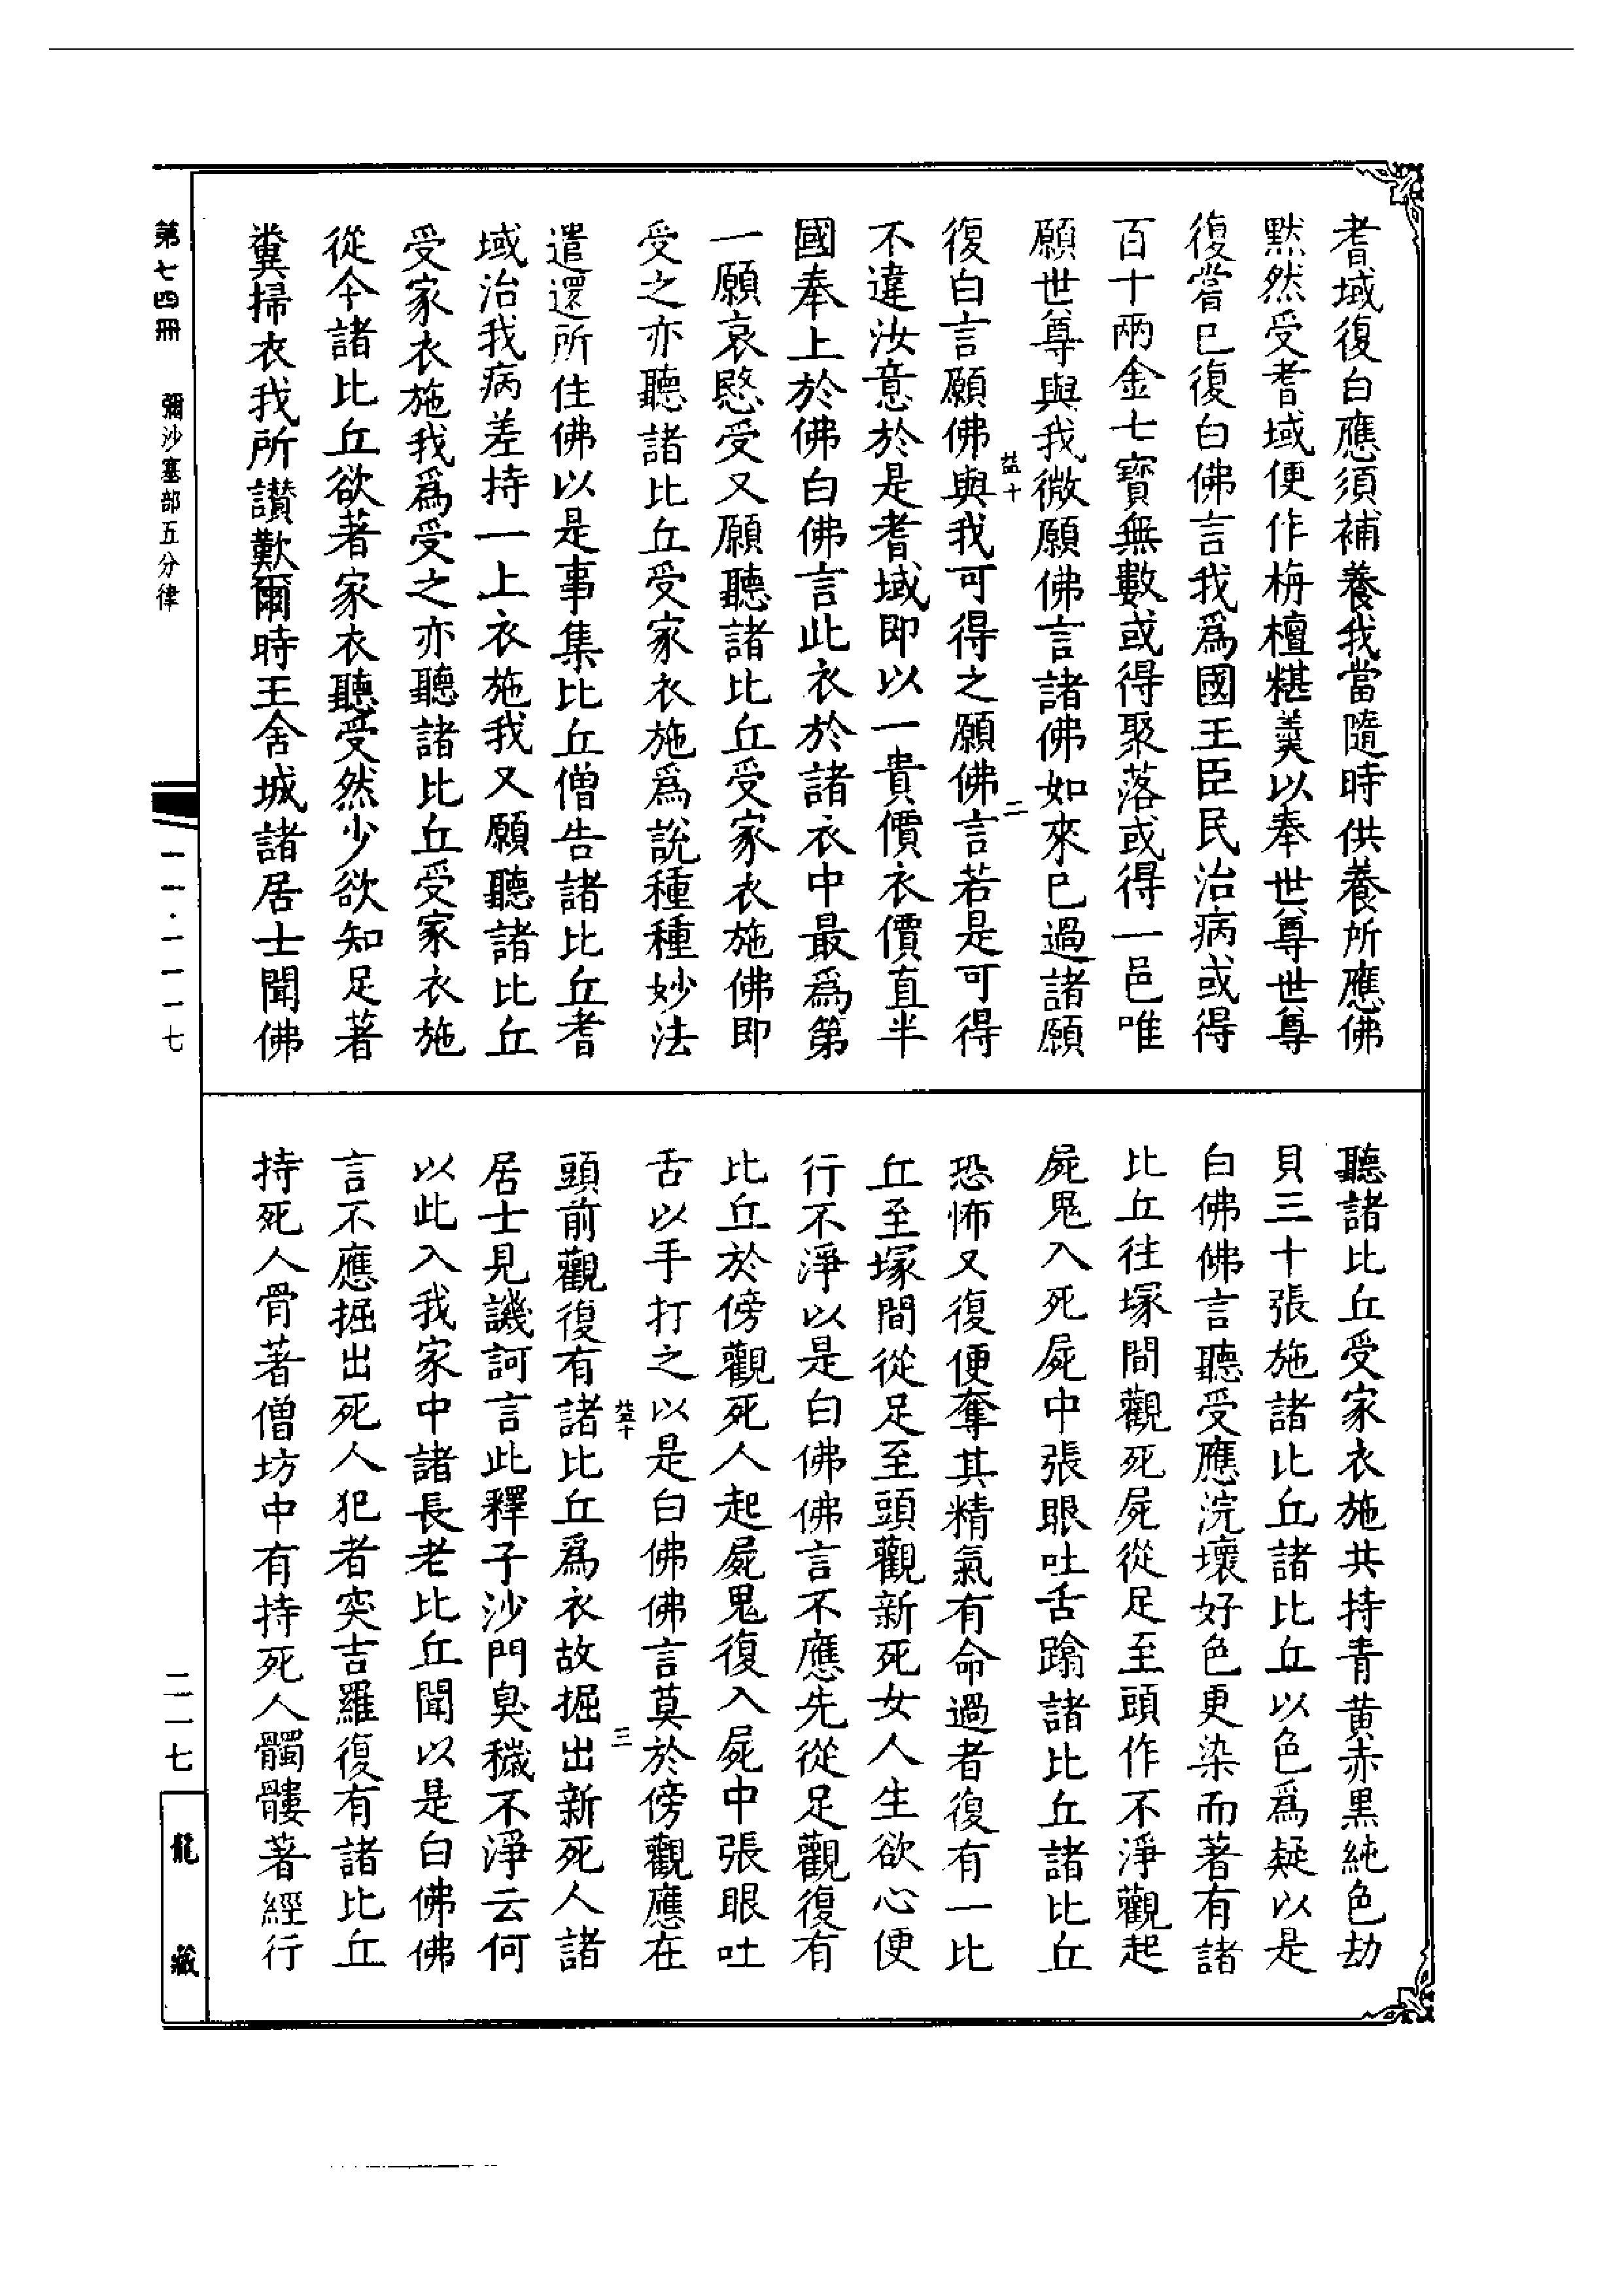 耆域復白應須補養我當隨時供養所應佛
黙然受耆域便作栴檀糂羹以奉世尊世尊
復嘗已復白佛言我爲國王臣民治病或得
百十兩金七寶無數或得聚落或得一邑唯
願世尊與我微願佛言諸佛如來已過諸願
益十
二
復白言願佛與我可得之願佛言若是可得
不違汝意於是耆域即以一貴價衣價直半
國奉上於佛白佛言此衣於諸衣中最爲第
一願哀愍受又願聽諸比丘受家衣施佛即
受之亦聽諸比丘受家衣施爲說種種妙法
遣還所住佛以是事集比丘僧告諸比丘耆
域治我病差持一上衣施我又願聽諸比丘
受家衣施我爲受之亦聽諸比丘受家衣施
從今諸比丘欲著家衣聽受然少欲知足著
糞掃衣我所讃歎爾時王舍城諸居士聞佛
聽諸比丘受家衣施共持青黄赤黒純色劫
貝三十張施諸比丘諸比丘以色爲疑以是
白佛佛言聽受應浣壞好色更染而著有諸
比丘往塚間觀死屍從足至頭作不淨觀起
屍鬼入死屍中張眼吐舌踰諸比丘諸比丘
恐怖又復便奪其精氣有命過者復有一比
丘至塚間從足至頭觀新死女人生欲心便
行不淨以是白佛佛言不應先從足觀復有
比丘於傍觀死人起屍鬼復入屍中張眼吐
舌以手打之以是白佛佛言莫於傍觀應在
益十
三
頭前觀復有諸比丘爲衣故掘出新死人諸
居士見譏訶言此釋子沙門臭穢不淨云何
以此入我家中諸長老比丘聞以是白佛佛
言不應掘出死人犯者突吉羅復有諸比丘
持死人骨著僧坊中有持死人髑髏著經行
第七四冊
彌沙塞部五分律
一一·一一一七
二一七
龍藏